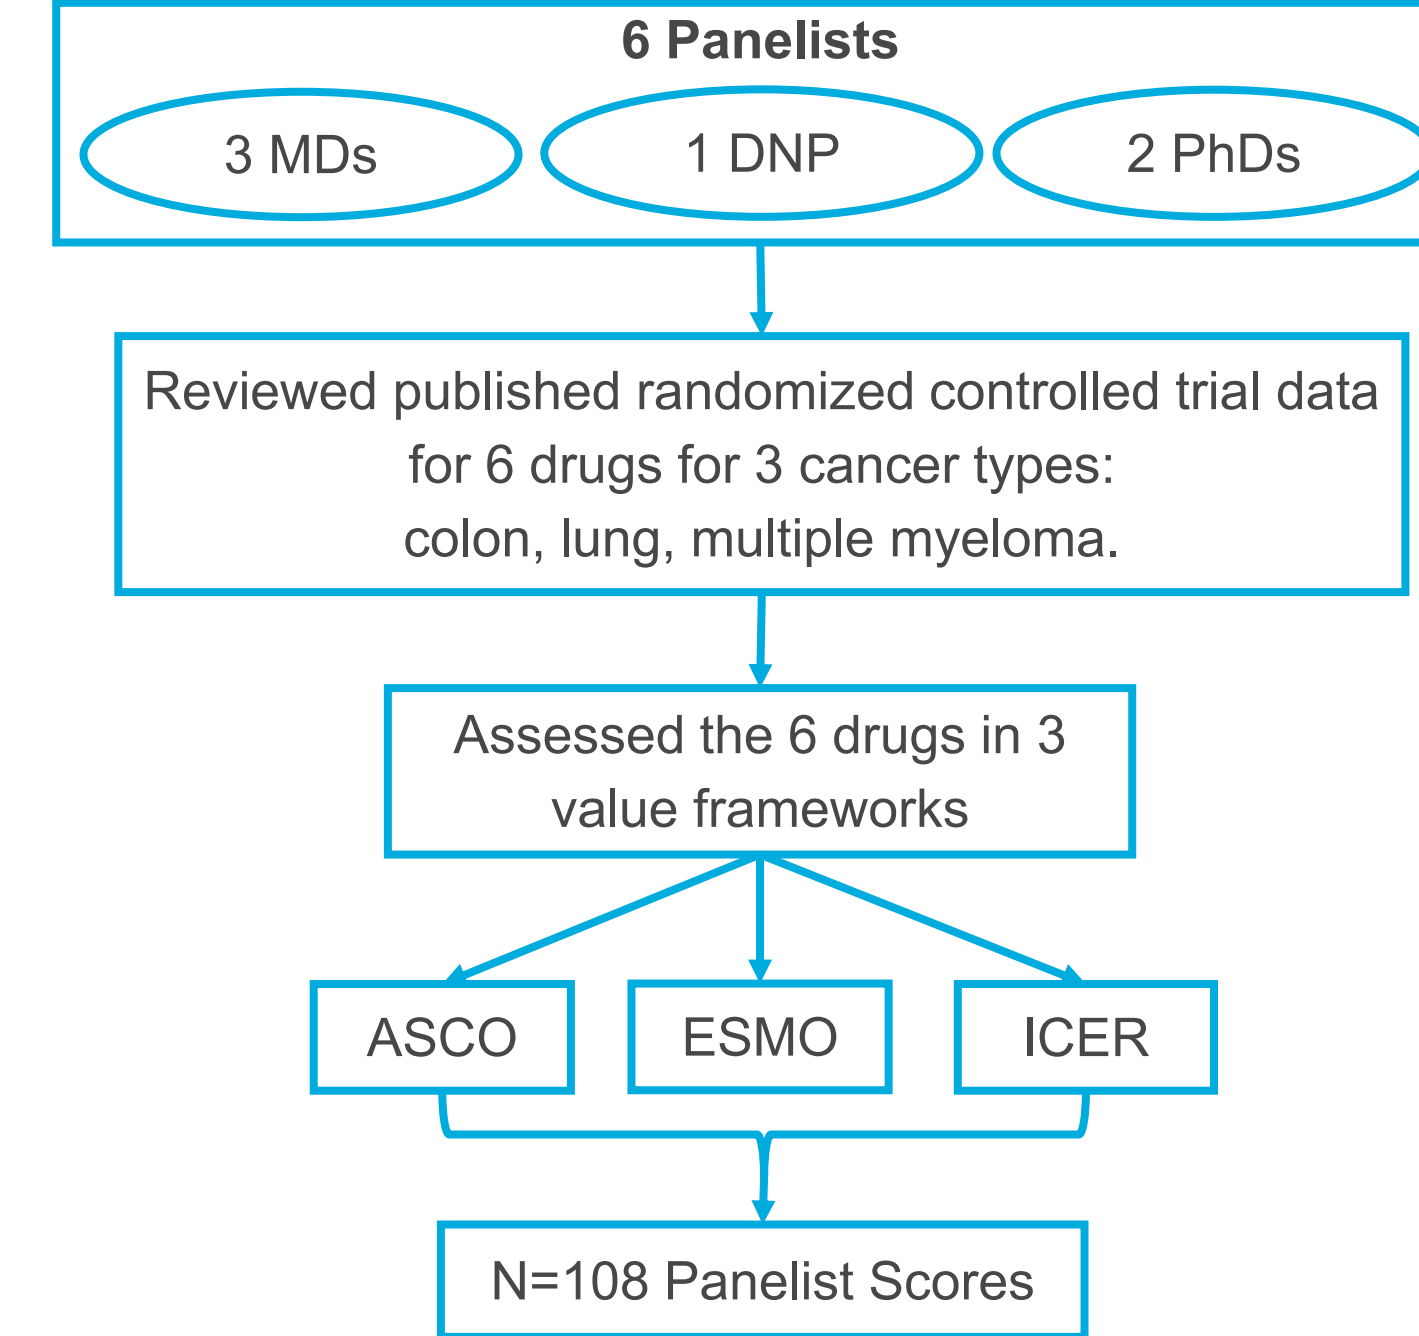 6 Panelists
3 MDs
1 DNP
2 PhDs
Reviewed published randomized controlled trial data
for 6 drugs for 3 cancer types:
colon, lung, multiple myeloma.
Assessed the 6 drugs in 3
value frameworks
ASCO
ESMO
ICER
N=108 Panelist Scores